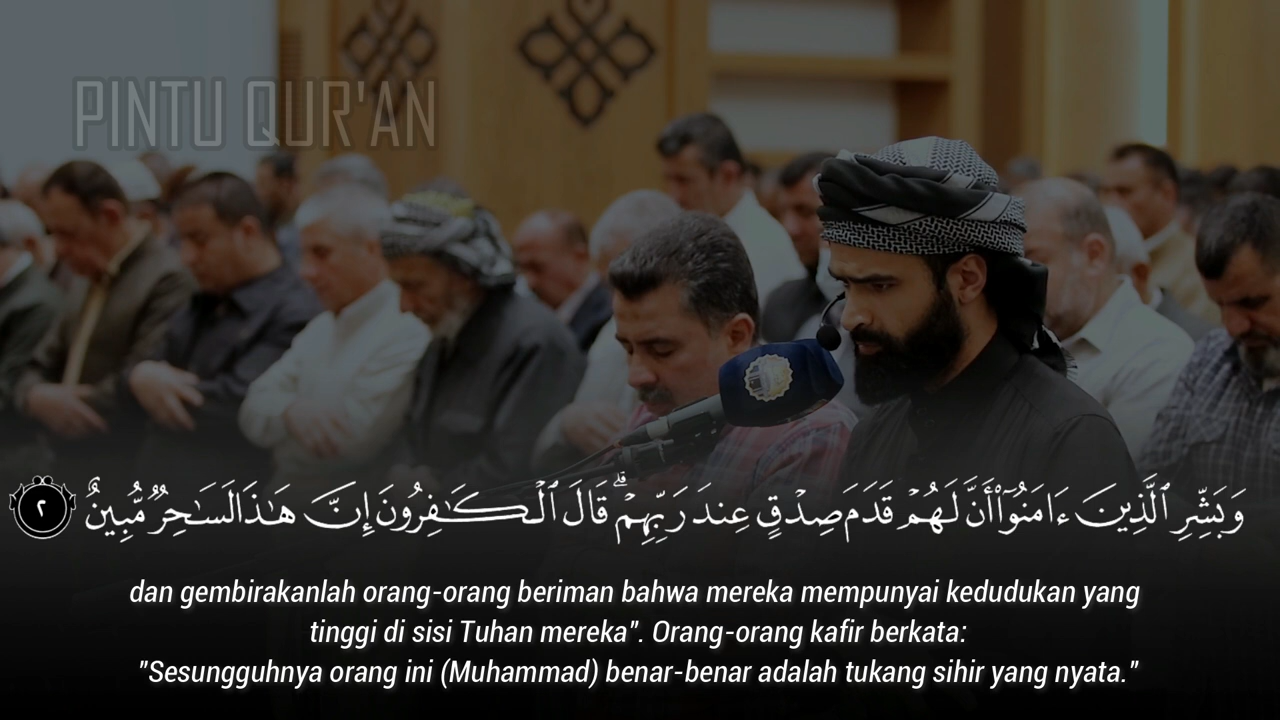 PINTU QUR'AN
وَبَشِّرِ ٱلَّذِينَ ءَامَنُوٓا۟ أَنَّ لَهُمْ قَدَمَ صِدْقٍ عِندَ رَبِّهِمْ ۗ قَالَ ٱلْكَـٰفِرُونَ إِنَّ هَـٰذَا لَسَـٰحِرٌ مُّبِينٌ ٢
dan gembirakanlah orang-orang beriman bahwa mereka mempunyai kedudukan yang
tinggi di sisi Tuhan mereka". Orang-orang kafir berkata:
"Sesungguhnya orang ini (Muhammad) benar-benar adalah tukang sihir yang nyata."